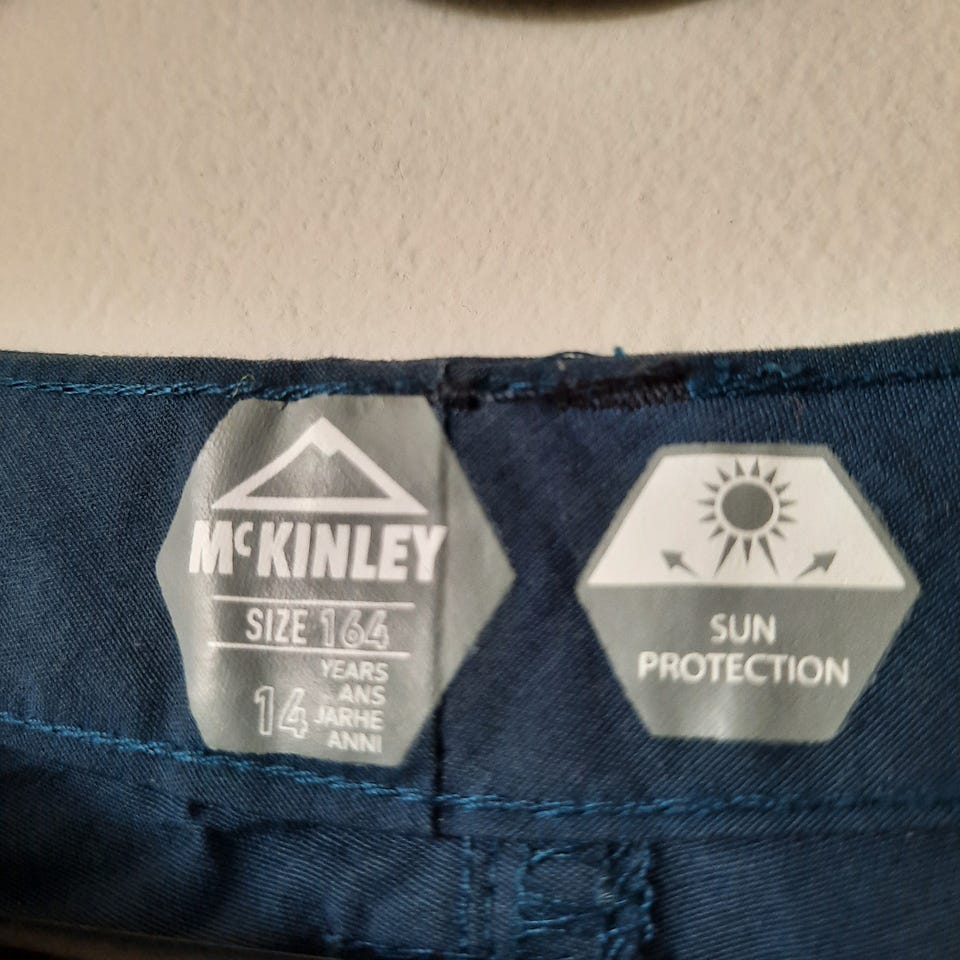 McKINLEY
SIZE 164
14 YEARS
ANS
JARHE
ANNI
SUN
PROTECTION